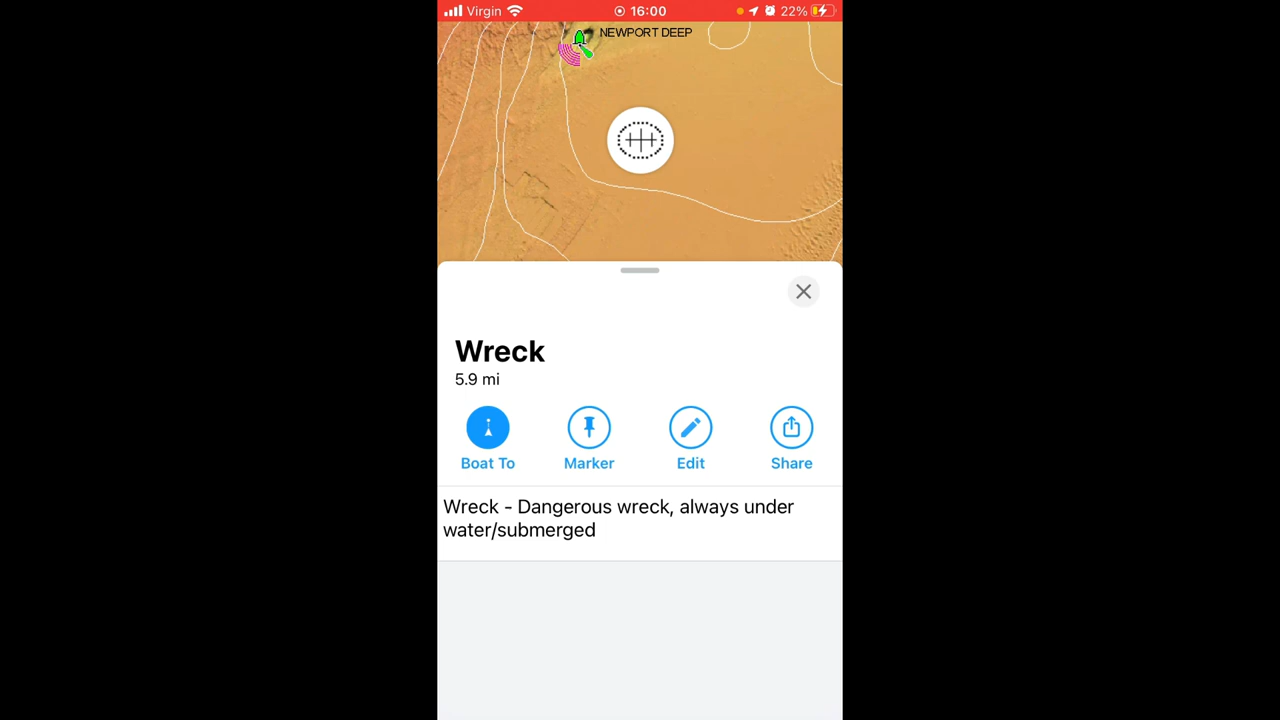 Virgin 16:00 22%
NEWPORT DEEP
Wreck
5.9 mi
Boat To Marker Edit Share
Wreck - Dangerous wreck, always under
water/submerged